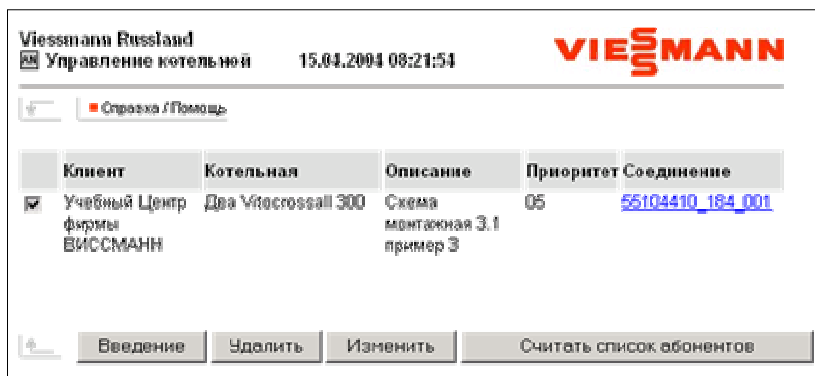 Viessmann Russland
AN Управление котельной 15.04.2004 08:21:54
VIESSMANN
Справка / Помощь
Клиент Котельная Описание Приоритет Соединение
Учебный Центр Два Vitocrossall 300 Схема 05 55104410_184_001
фирмы монтажная 3.1
ВИССМАНН пример 3
Введение Удалить Изменить Считать список абонентов